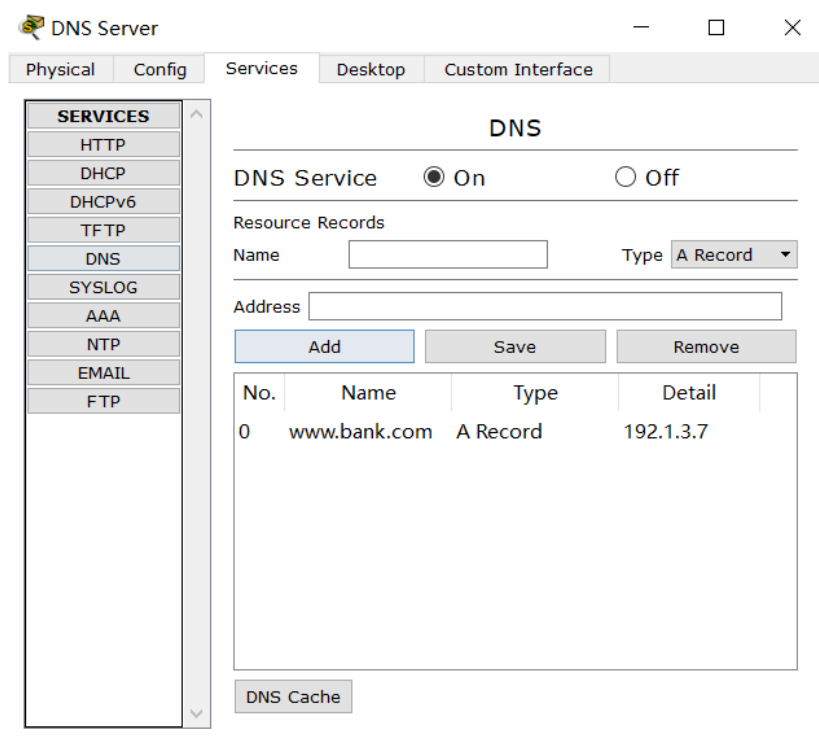 DNS Server
Physical Config Services Desktop Custom Interface
SERVICES
HTTP
DHCP
DHCPv6
TFTP
DNS
SYSLOG
AAA
NTP
EMAIL
FTP
DNS
DNS Service On Off
Resource Records
Name Type A Record
Address
Add Save Remove
No. Name Type Detail
0 www.bank.com A Record 192.1.3.7
DNS Cache